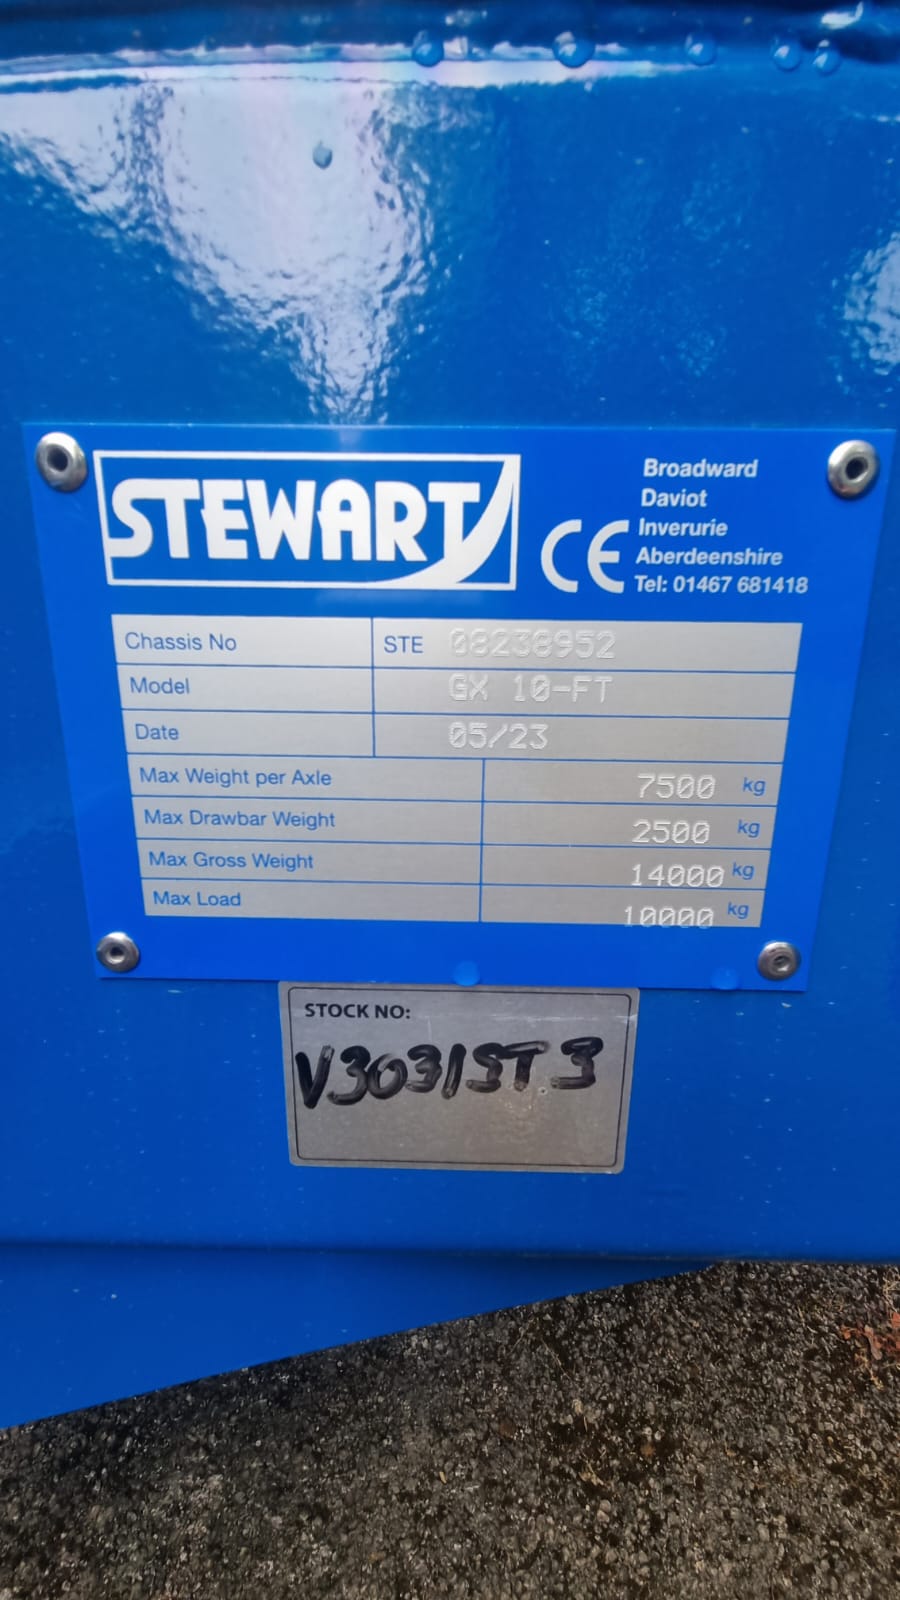 STEWART
CE
Broadward
Daviot
Inverurie
Aberdeenshire
Tel: 01467 681418
Chassis No STE 08238952
Model GX 10-FT
Date 05/23
Max Weight per Axle 7500 kg
Max Drawbar Weight 2500 kg
Max Gross Weight 14000 kg
Max Load 10000 kg
STOCK NO:
V3031ST3